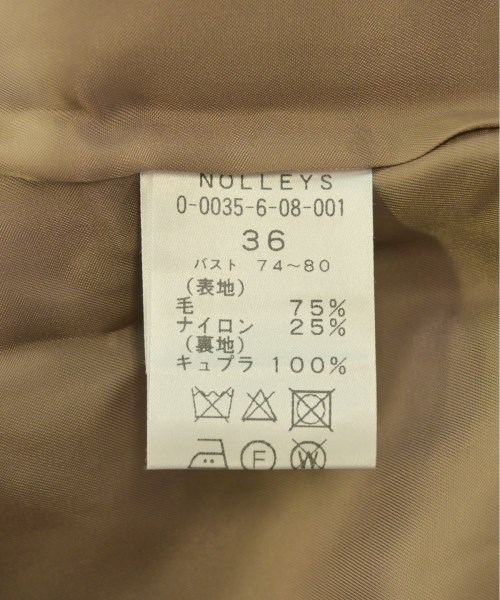 NOLLEYS
0-0035-6-08-001
36
バスト 74～80
（表地）
毛 75%
ナイロン 25%
（裏地）
キュプラ 100%
F W